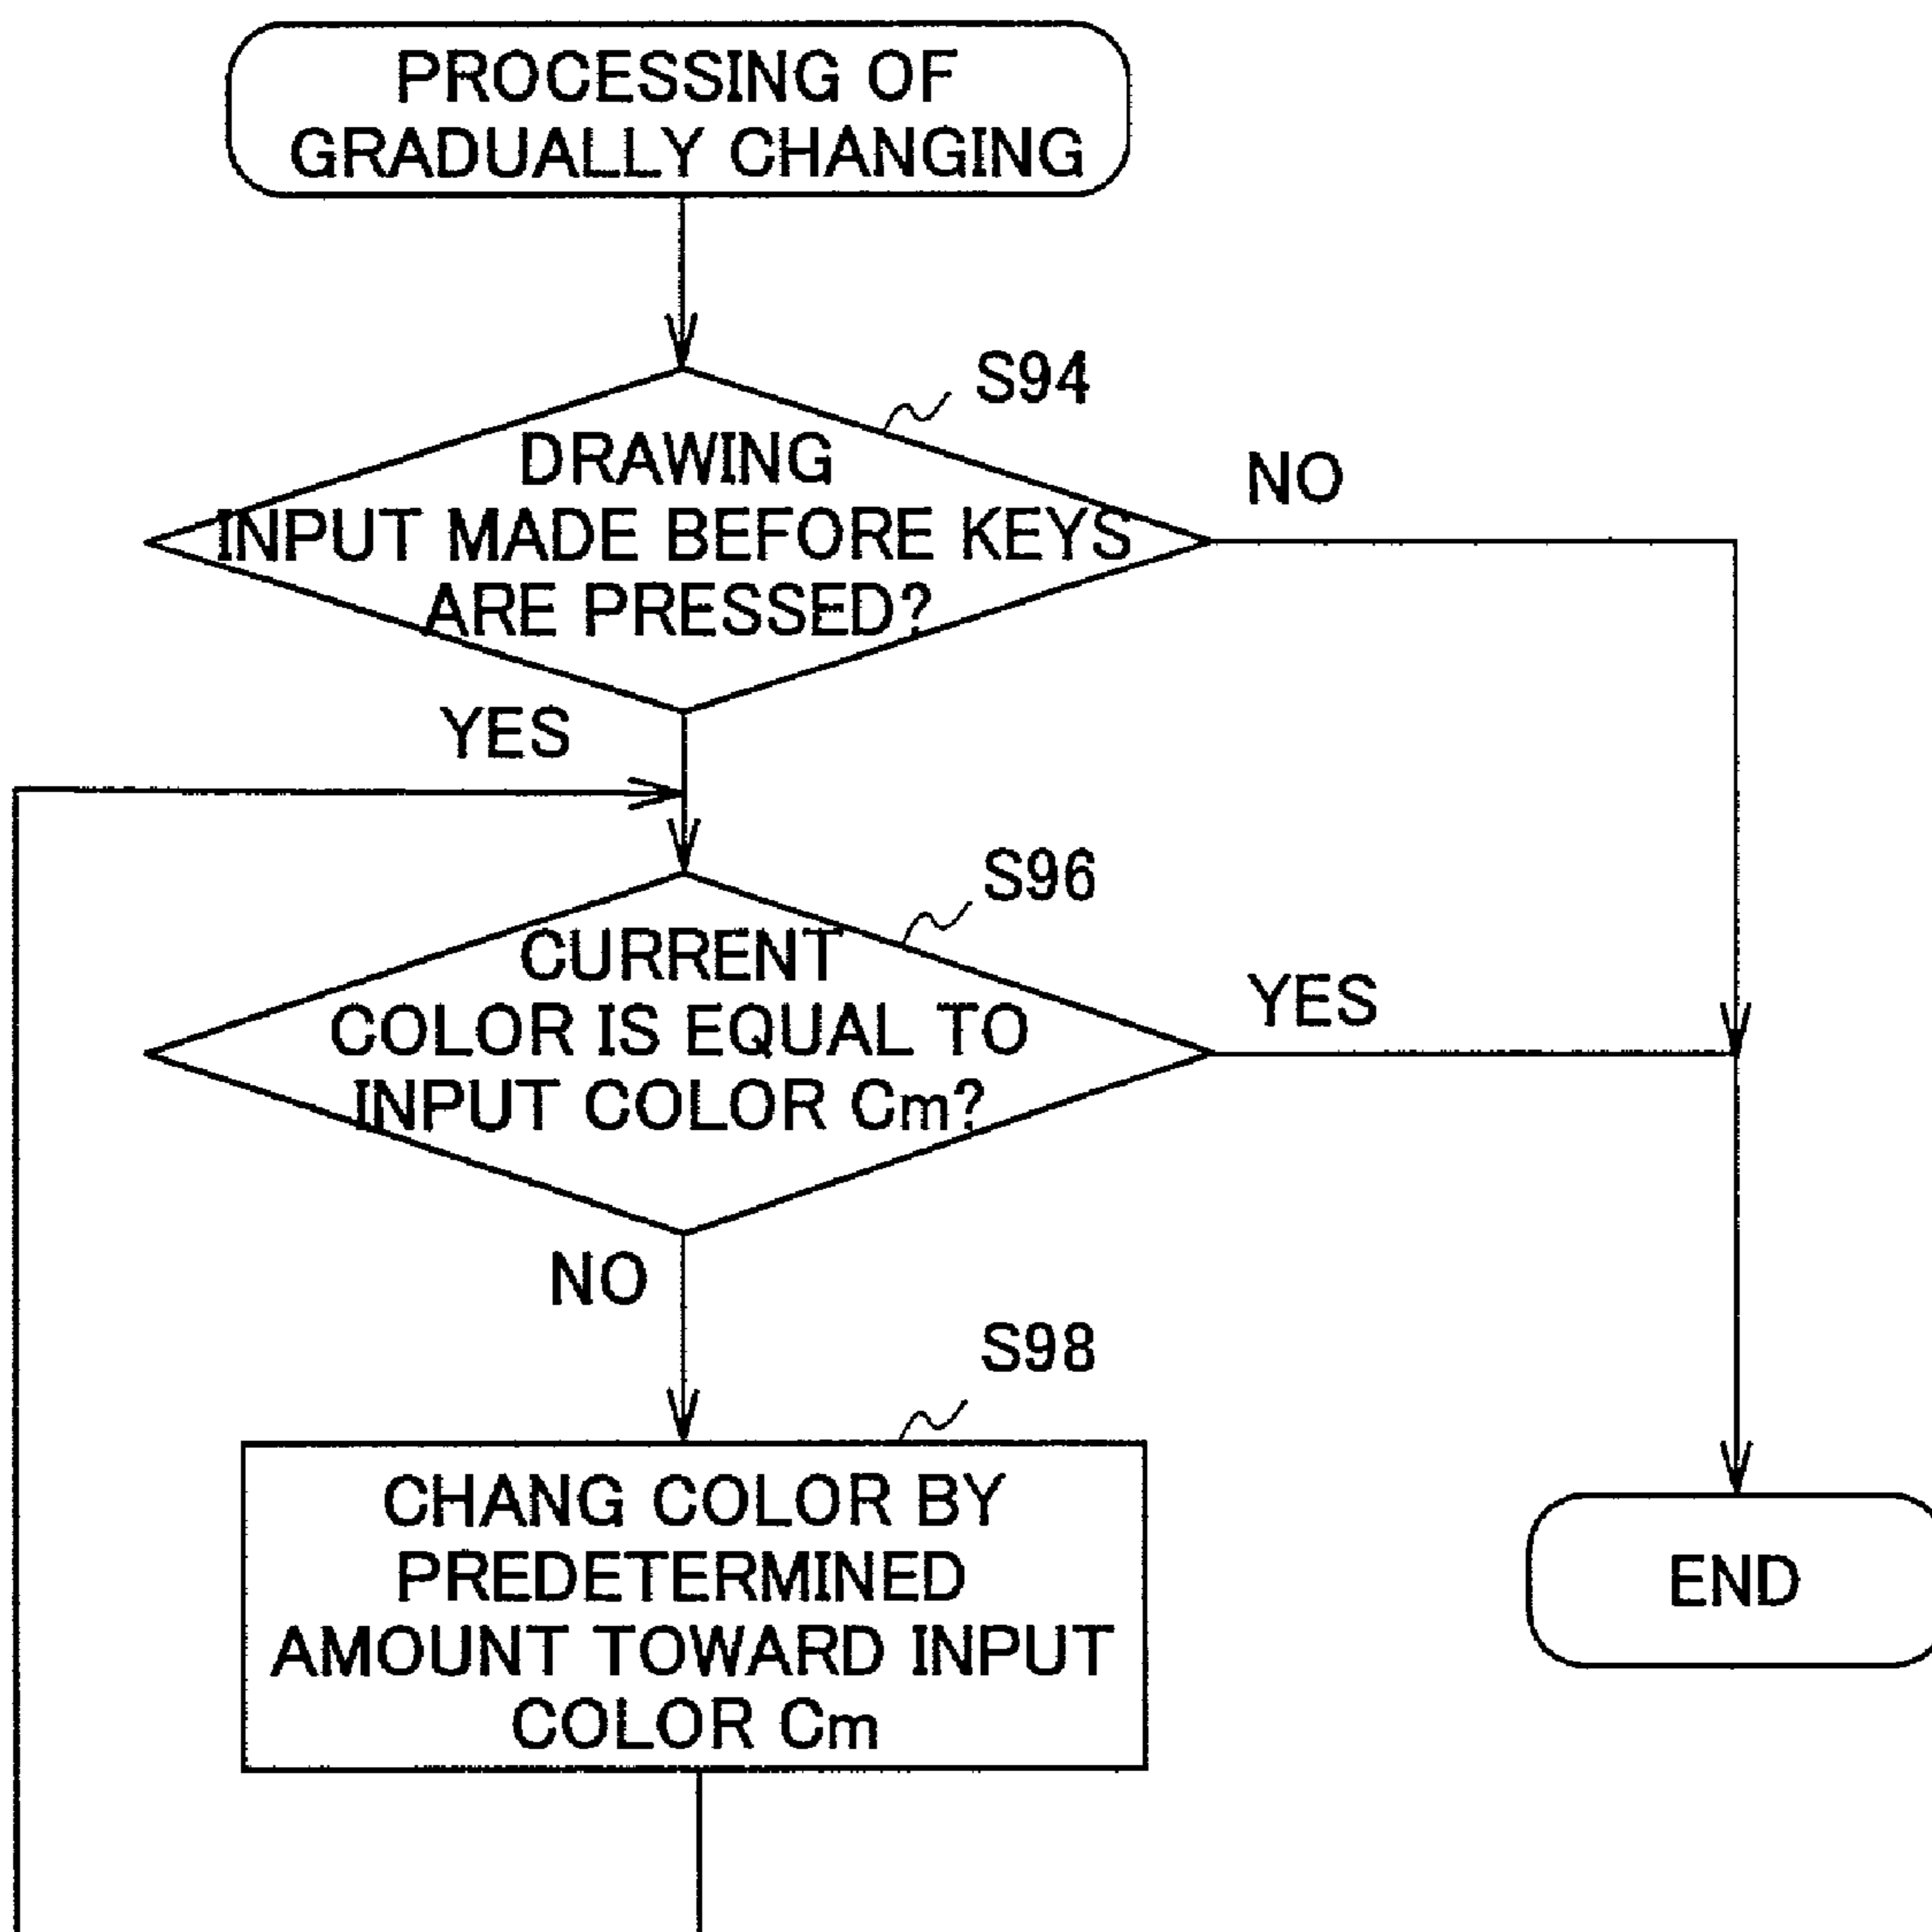 PROCESSING OF
GRADUALLY CHANGING
S94
DRAWING
INPUT MADE BEFORE KEYS
ARE PRESSED?
NO
YES
S96
CURRENT
COLOR IS EQUAL TO
INPUT COLOR Cm?
YES
NO
S98
CHANG COLOR BY
PREDETERMINED
AMOUNT TOWARD INPUT
COLOR Cm
END